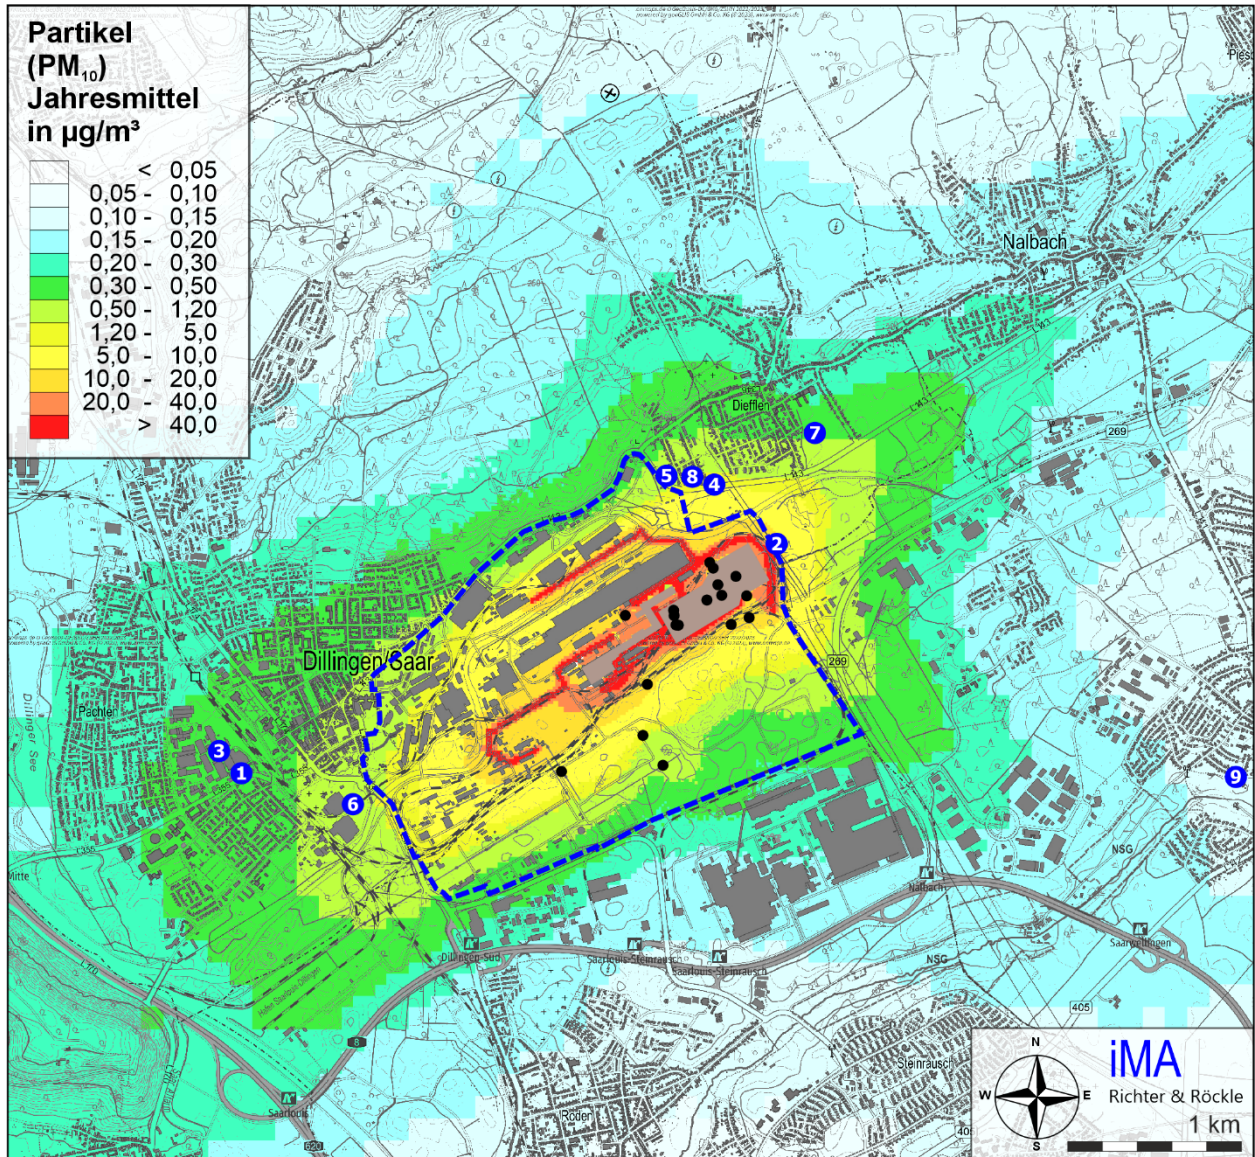 Partikel
(PM₁₀)
Jahresmittel
in µg/m³
< 0,05
0,05 - 0,10
0,10 - 0,15
0,15 - 0,20
0,20 - 0,30
0,30 - 0,50
0,50 - 1,20
1,20 - 5,0
5,0 - 10,0
10,0 - 20,0
20,0 - 40,0
> 40,0
Nalbach
Diefflen
269
7
5 8 4
2
Dillingen/Saar
269
Pachten
Dillinger See
3
1
6
9
NSG
Nalbach
Dillingen-Süd
Saarlouis-Steinrausch
Saarlouis-Steinrausch
Saarwellingen
NSG
405
8
Steinrausch
Saarlouis
Roden
620
N
W E
S
iMA
Richter & Röckle
1 km